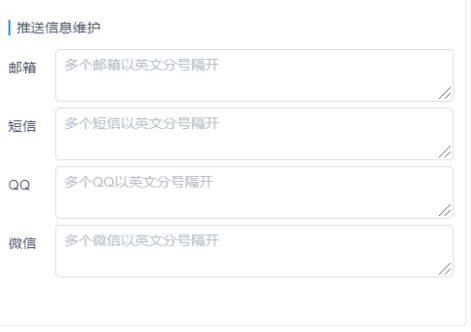 推送信息维护
邮箱
多个邮箱以英文分号隔开
短信
多个短信以英文分号隔开
QQ
多个QQ以英文分号隔开
微信
多个微信以英文分号隔开